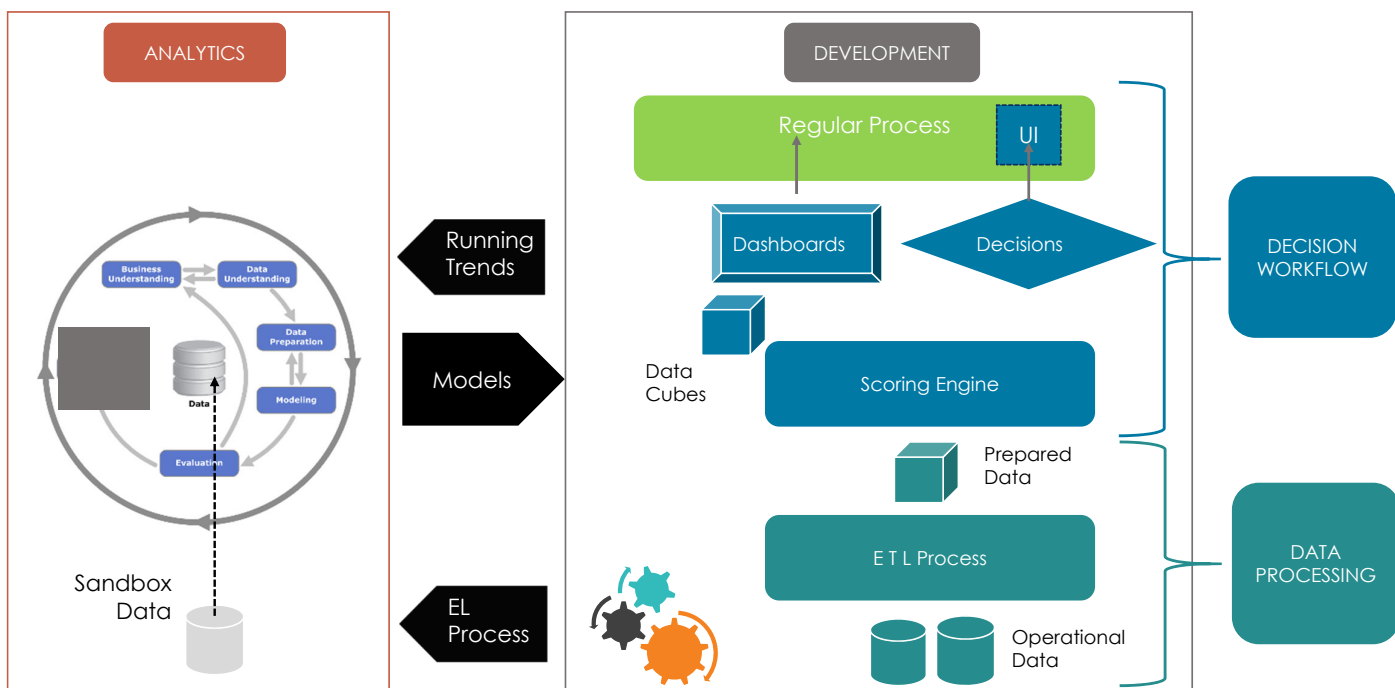 ANALYTICS
Business
Understanding
Data
Understanding
Data
Preparation
Modeling
Data
Evaluation
Sandbox
Data
Running
Trends
Models
EL
Process
DEVELOPMENT
Regular Process
UI
Dashboards
Decisions
Data
Cubes
Scoring Engine
Prepared
Data
E T L Process
Operational
Data
DECISION
WORKFLOW
DATA
PROCESSING